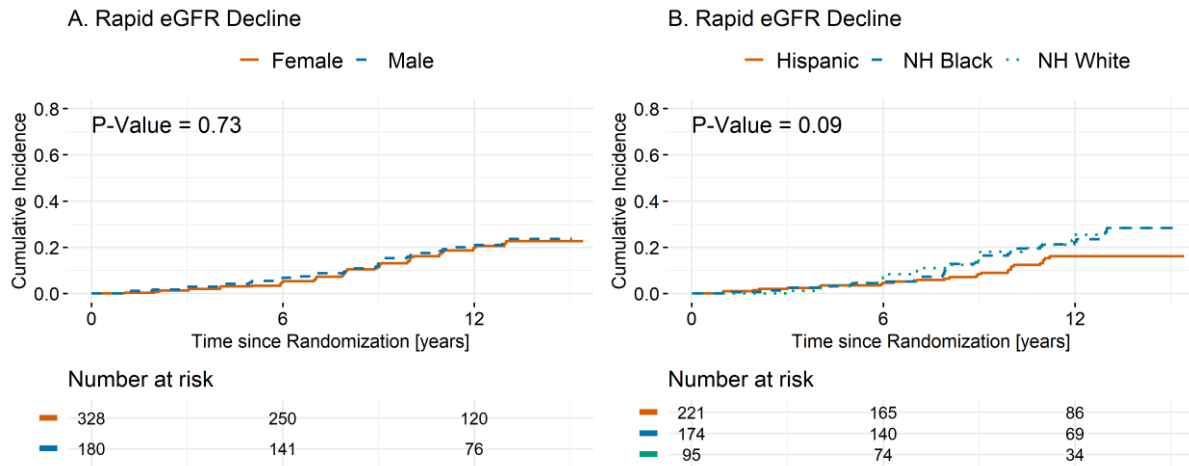 A. Rapid eGFR Decline
Female Male
P-Value = 0.73
Cumulative Incidence
0.8
0.6
0.4
0.2
0.0
0 6 12
Time since Randomization [years]
Number at risk
328 250 120
180 141 76
B. Rapid eGFR Decline
Hispanic NH Black NH White
P-Value = 0.09
Cumulative Incidence
0.8
0.6
0.4
0.2
0.0
0 6 12
Time since Randomization [years]
Number at risk
221 165 86
174 140 69
95 74 34